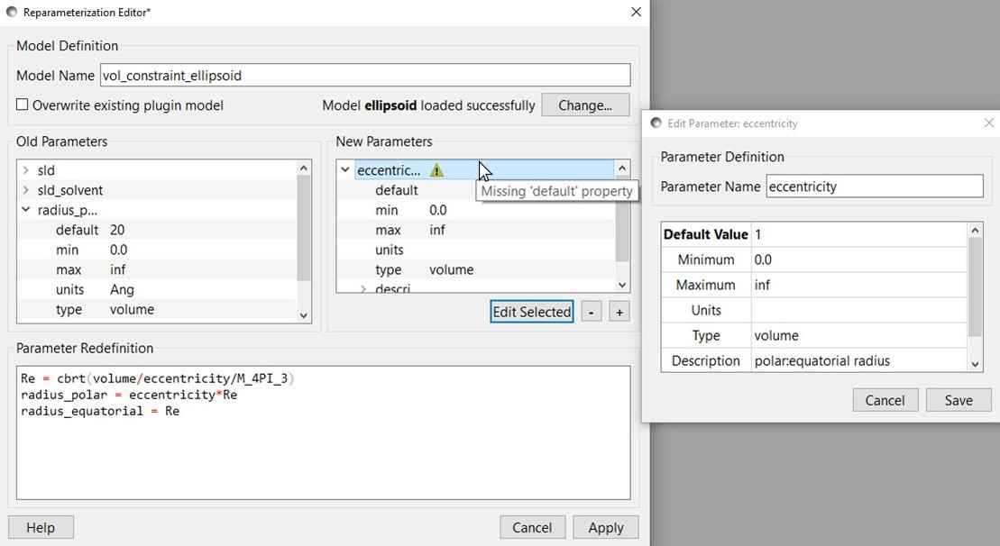 Reparameterization Editor*
Model Definition
Model Name vol_constraint_ellipsoid
Overwrite existing plugin model
Model ellipsoid loaded successfully Change...
Old Parameters
sld
sld_solvent
radius_p...
default 20
min 0.0
max inf
units Ang
type volume
New Parameters
eccentric...
Missing 'default' property
default
min 0.0
max inf
units
type volume
descri
Edit Selected - +
Parameter Redefinition
Re = cbrt(volume/eccentricity/M_4PI_3)
radius_polar = eccentricity*Re
radius_equatorial = Re
Help Cancel Apply
Edit Parameter: eccentricity
Parameter Definition
Parameter Name eccentricity
Default Value 1
Minimum 0.0
Maximum inf
Units
Type volume
Description polar:equatorial radius
Cancel Save